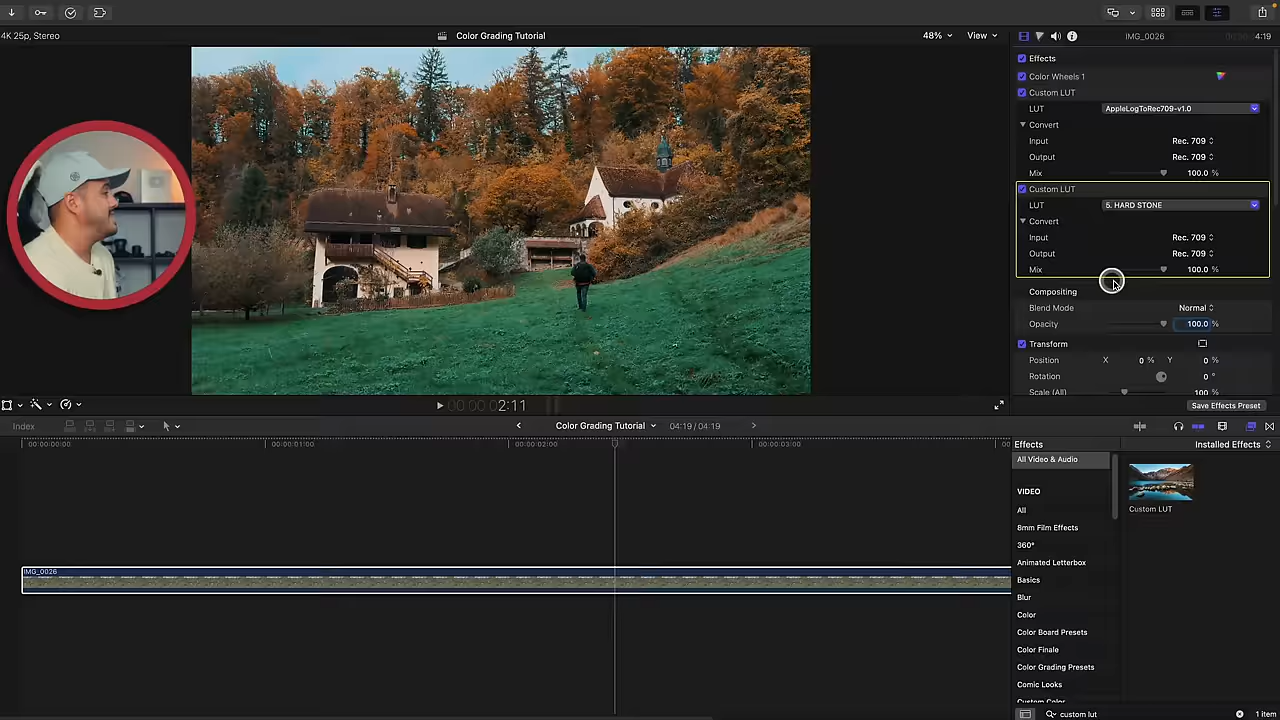 4K 25p, Stereo
Color Grading Tutorial
48%
View
IMG_0026
4:19
Effects
Color Wheels 1
Custom LUT
LUT
AppleLogToRec709-v1.0
Convert
Input
Rec. 709
Output
Rec. 709
Mix
100.0 %
Custom LUT
LUT
5. HARD STONE
Convert
Input
Rec. 709
Output
Rec. 709
Mix
100.0 %
Compositing
Blend Mode
Normal
Opacity
100.0 %
Transform
Position
X
0 %
Y
0 %
Rotation
0 °
Scale (All)
100 %
00:00:02:11
Save Effects Preset
Index
Color Grading Tutorial
04:19 / 04:19
00:00:00:00
00:00:01:00
00:00:02:00
00:00:03:00
IMG_0026
Effects
Installed Effects
All Video & Audio
VIDEO
All
8mm Film Effects
360°
Animated Letterbox
Basics
Blur
Color
Color Board Presets
Color Finale
Color Grading Presets
Comic Looks
Custom Color
Custom LUT
custom lut
1 item